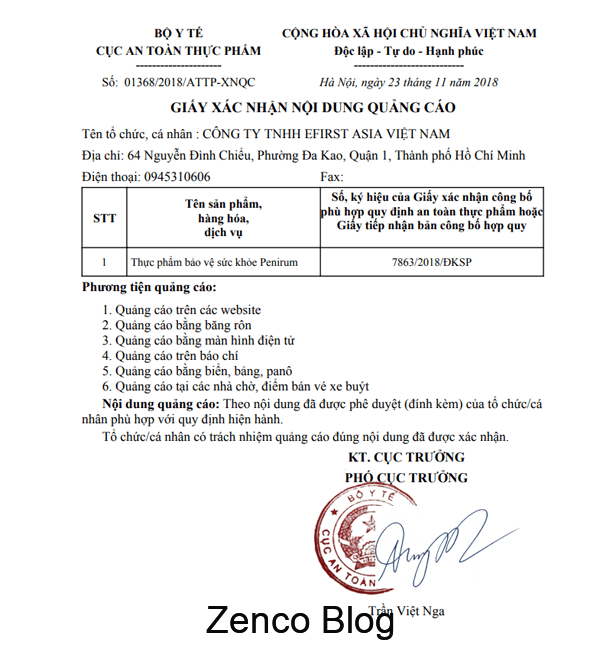 BỘ Y TẾ
CỤC AN TOÀN THỰC PHẨM
CỘNG HÒA XÃ HỘI CHỦ NGHĨA VIỆT NAM
Độc lập - Tự do - Hạnh phúc
Số: 01368/2018/ATTP-XNQC
Hà Nội, ngày 23 tháng 11 năm 2018
GIẤY XÁC NHẬN NỘI DUNG QUẢNG CÁO
Tên tổ chức, cá nhân : CÔNG TY TNHH EFIRST ASIA VIỆT NAM
Địa chỉ: 64 Nguyễn Đình Chiểu, Phường Đa Kao, Quận 1, Thành phố Hồ Chí Minh
Điện thoại: 0945310606 Fax:
STT
Tên sản phẩm,
hàng hóa,
dịch vụ
Số, ký hiệu của Giấy xác nhận công bố
phù hợp quy định an toàn thực phẩm hoặc
Giấy tiếp nhận bản công bố hợp quy
1 Thực phẩm bảo vệ sức khỏe Penirum 7863/2018/ĐKSP
Phương tiện quảng cáo:
1. Quảng cáo trên các website
2. Quảng cáo bằng băng rôn
3. Quảng cáo bằng màn hình điện tử
4. Quảng cáo trên báo chí
5. Quảng cáo bằng biển, bảng, panô
6. Quảng cáo tại các nhà chờ, điểm bán vé xe buýt
Nội dung quảng cáo: Theo nội dung đã được phê duyệt (đính kèm) của tổ chức/cá
nhân phù hợp với quy định hiện hành.
Tổ chức/cá nhân có trách nhiệm quảng cáo đúng nội dung đã được xác nhận.
KT. CỤC TRƯỞNG
PHÓ CỤC TRƯỞNG
BỘ Y TẾ
CỤC AN TOÀN
Trần Việt Nga
Zenco Blog